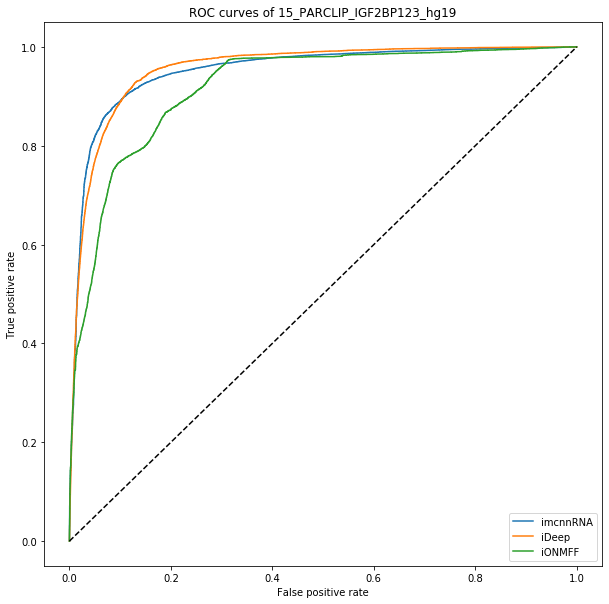 ROC curves of 15_PARCLIP_IGF2BP123_hg19
1.0
0.8
0.6
0.4
0.2
0.0
True positive rate
0.0 0.2 0.4 0.6 0.8 1.0
False positive rate
imcnnRNA
iDeep
iONMFF